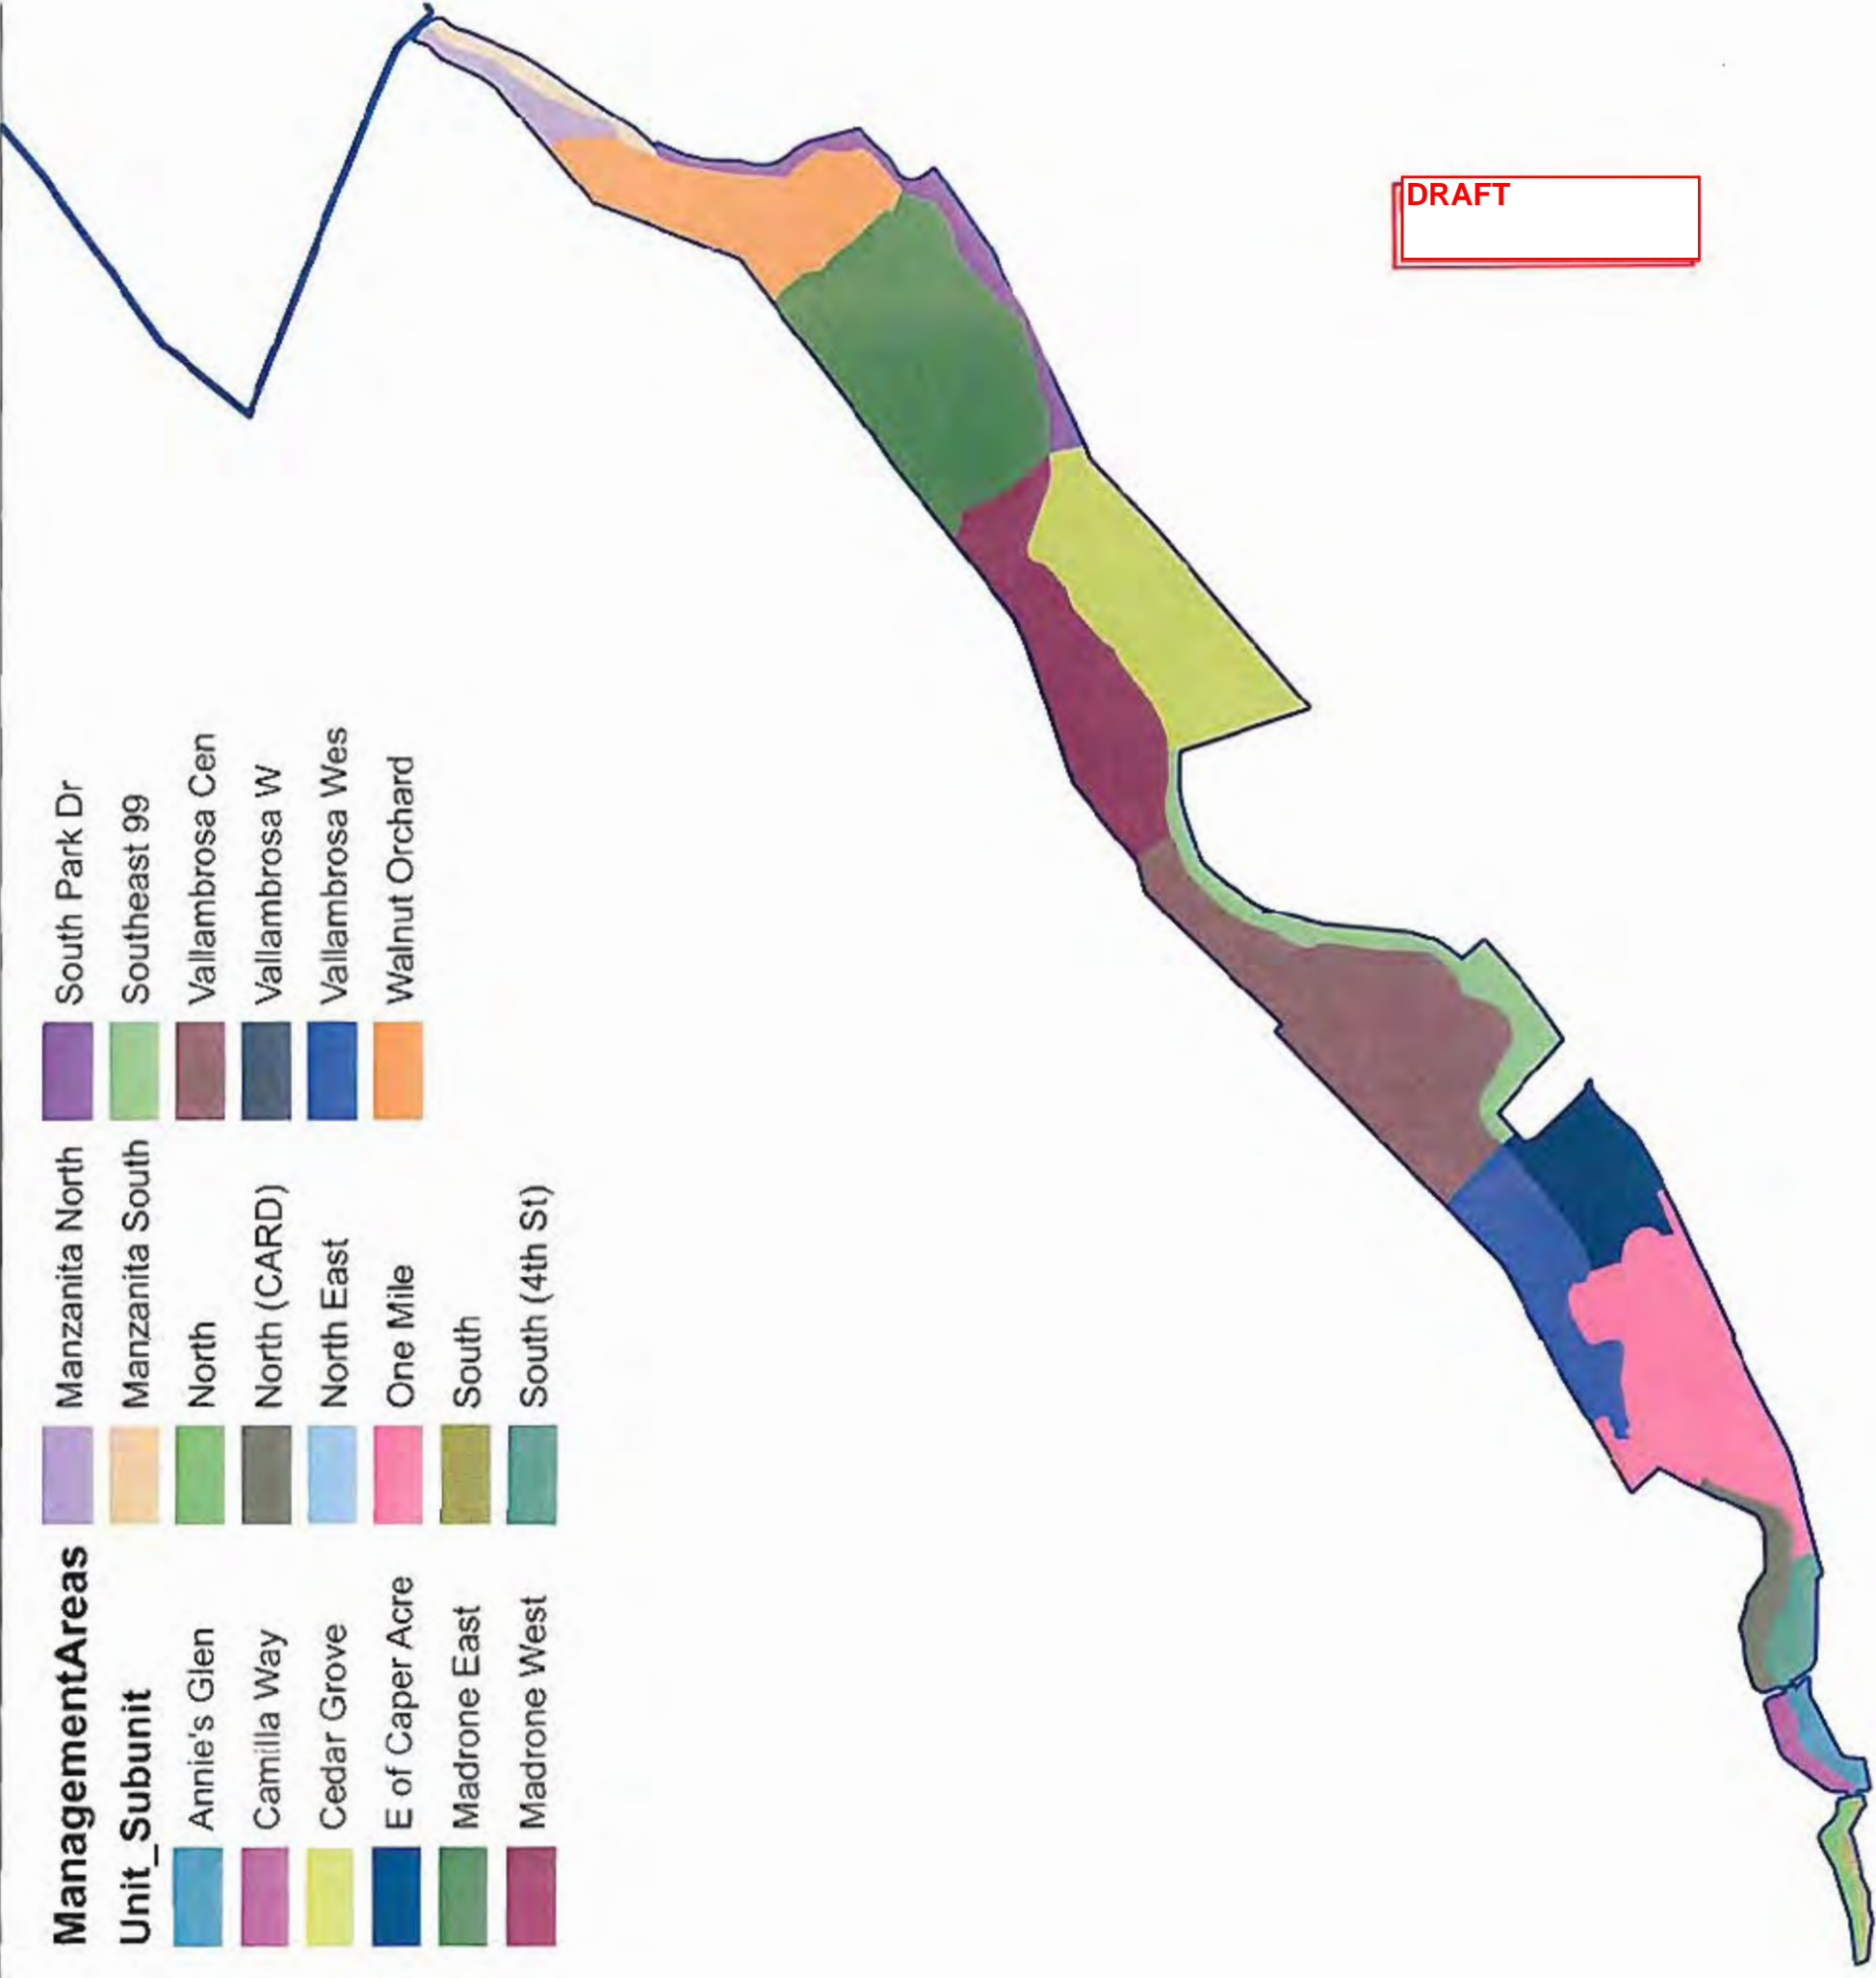 ManagementAreas
Unit_Subunit
Annie's Glen
Camilla Way
Cedar Grove
E of Caper Acre
Madrone East
Madrone West
Manzanita North
Manzanita South
North
North (CARD)
North East
One Mile
South
South (4th St)
South Park Dr
Southeast 99
Vallambrosa Cen
Vallambrosa W
Vallambrosa Wes
Walnut Orchard
DRAFT